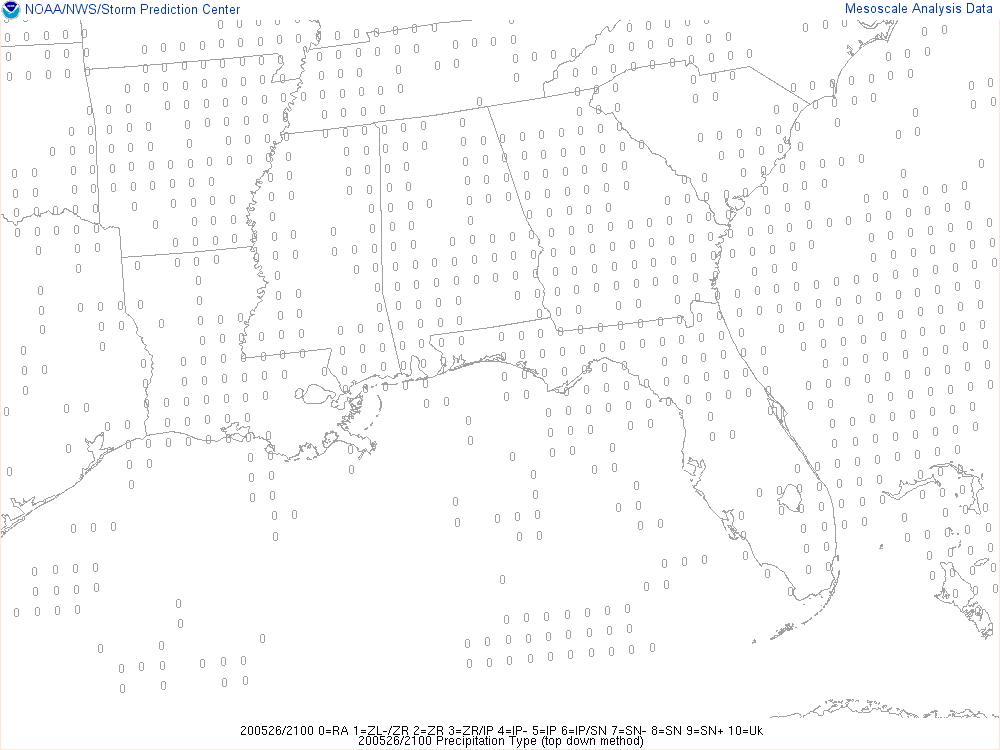 NOAA/NWS/Storm Prediction Center
Mesoscale Analysis Data
200526/2100 0=RA 1=ZL-/ZR 2=ZR 3=ZR/IP 4=IP- 5=IP 6=IP/SN 7=SN- 8=SN 9=SN+ 10=Uk
200526/2100 Precipitation Type (top down method)